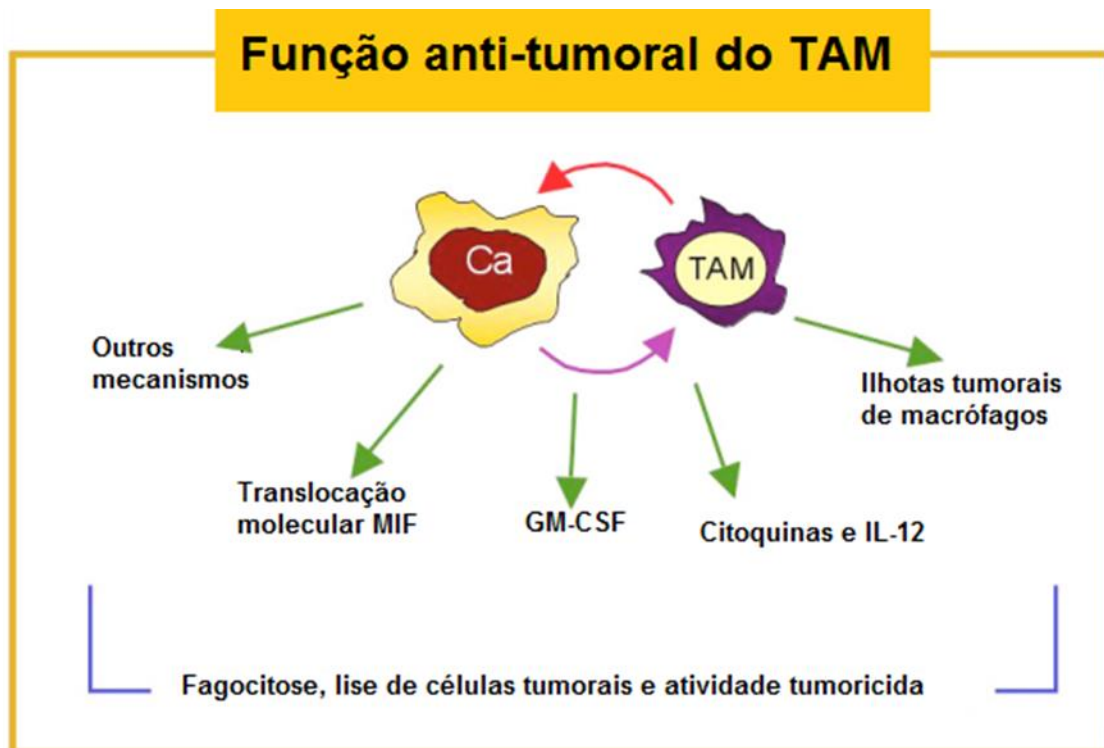 Função anti-tumoral do TAM
Ca
TAM
Outros
mecanismos
Ilhotas tumorais
de macrófagos
Translocação
molecular MIF
GM-CSF
Citoquinas e IL-12
Fagocitose, lise de células tumorais e atividade tumoricida